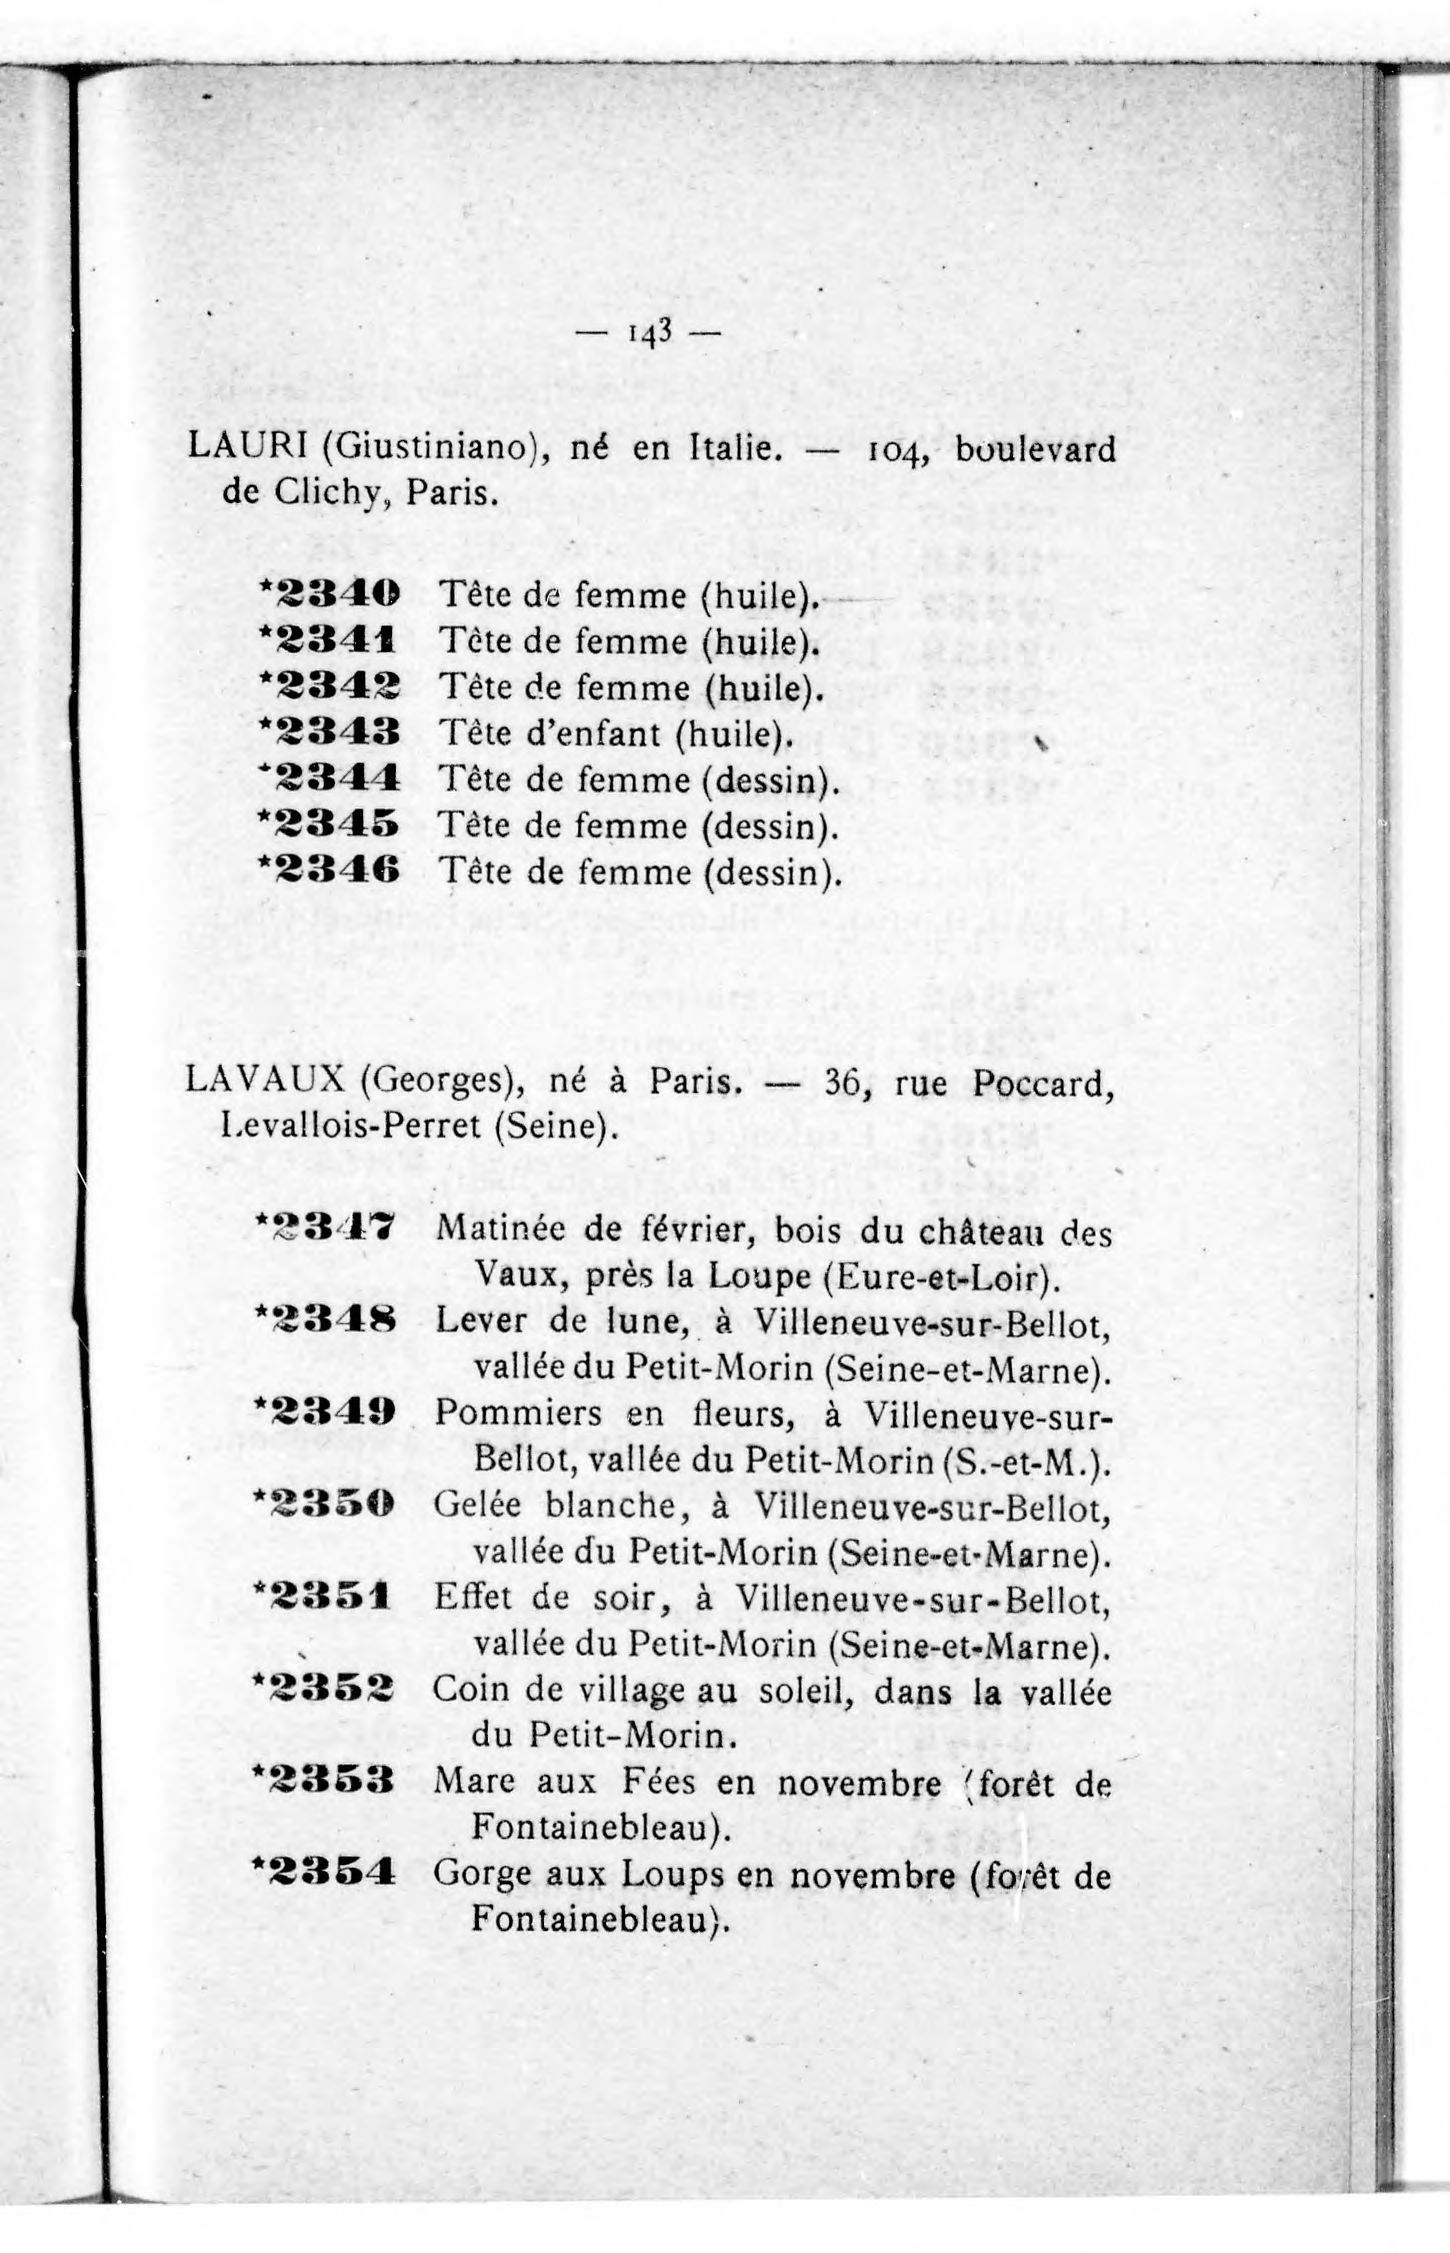 — 143 —
LAURI (Giustiniano), né en Italie. — 104, boulevard
de Clichy, Paris.
*2340 Tête de femme (huile).
*2341 Tête de femme (huile).
*2342 Tête de femme (huile).
*2343 Tête d'enfant (huile).
*2344 Tête de femme (dessin).
*2345 Tête de femme (dessin).
*2346 Tête de femme (dessin).
LAVAUX (Georges), né à Paris. — 36, rue Poccard,
Levallois-Perret (Seine).
*2347 Matinée de février, bois du château des
Vaux, près la Loupe (Eure-et-Loir).
*2348 Lever de lune, à Villeneuve-sur-Bellot,
vallée du Petit-Morin (Seine-et-Marne).
*2349 Pommiers en fleurs, à Villeneuve-sur-
Bellot, vallée du Petit-Morin (S.-et-M.).
*2350 Gelée blanche, à Villeneuve-sur-Bellot,
vallée du Petit-Morin (Seine-et-Marne).
*2351 Effet de soir, à Villeneuve-sur-Bellot,
vallée du Petit-Morin (Seine-et-Marne).
*2352 Coin de village au soleil, dans la vallée
du Petit-Morin.
*2353 Mare aux Fées en novembre (forêt de
Fontainebleau).
*2354 Gorge aux Loups en novembre (forêt de
Fontainebleau).